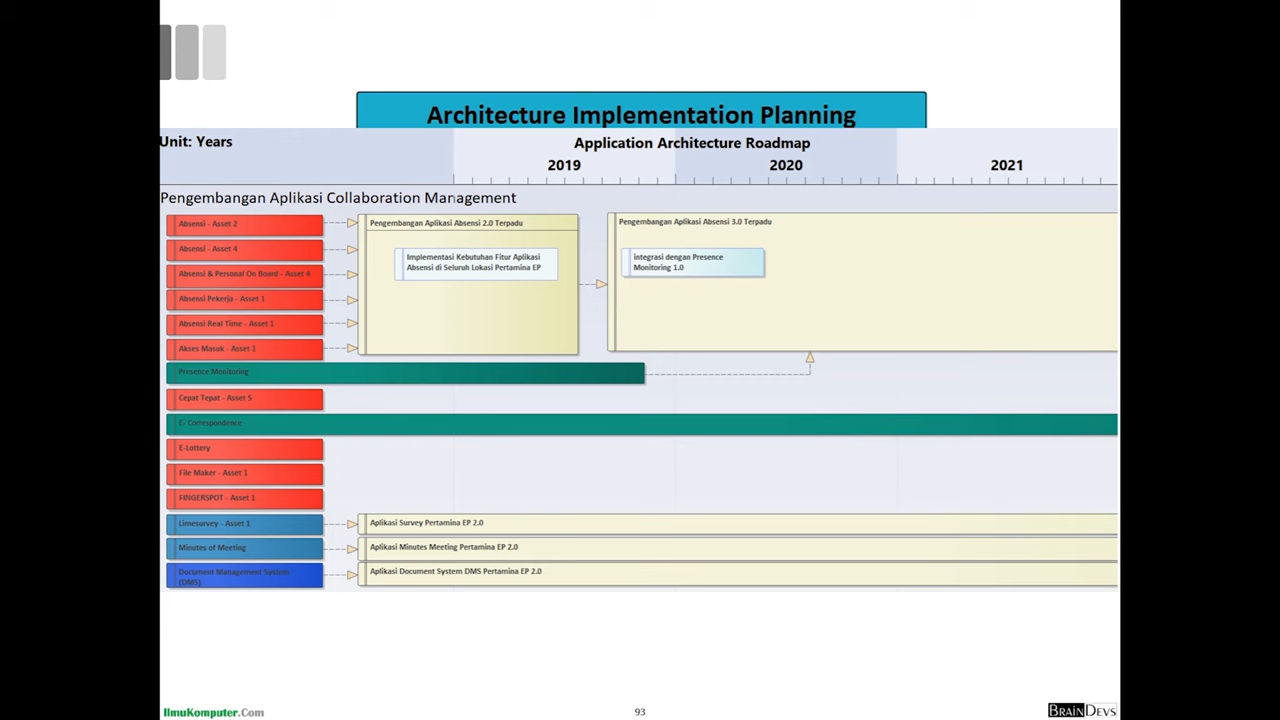 Architecture Implementation Planning
Unit: Years
Application Architecture Roadmap
2019
2020
2021
Pengembangan Aplikasi Collaboration Management
Absensi - Asset 2
Absensi - Asset 4
Absensi & Personal On Board - Asset 4
Absensi Pekerja - Asset 1
Absensi Real Time - Asset 1
Akses Masuk - Asset 1
Pengembangan Aplikasi Absensi 2.0 Terpadu
Implementasi Kebutuhan Fitur Aplikasi
Absensi di Seluruh Lokasi Pertamina EP
Pengembangan Aplikasi Absensi 3.0 Terpadu
integrasi dengan Presence
Monitoring 1.0
Presence Monitoring
Cepat Tepat - Asset 5
E- Correspondence
E-Lottery
File Maker - Asset 1
FINGERSPOT - Asset 1
Limesurvey - Asset 1
Aplikasi Survey Pertamina EP 2.0
Minutes of Meeting
Aplikasi Minutes Meeting Pertamina EP 2.0
Document Management System
(DMS)
Aplikasi Document System DMS Pertamina EP 2.0
IlmuKomputer.Com
93
BRAINDEVS